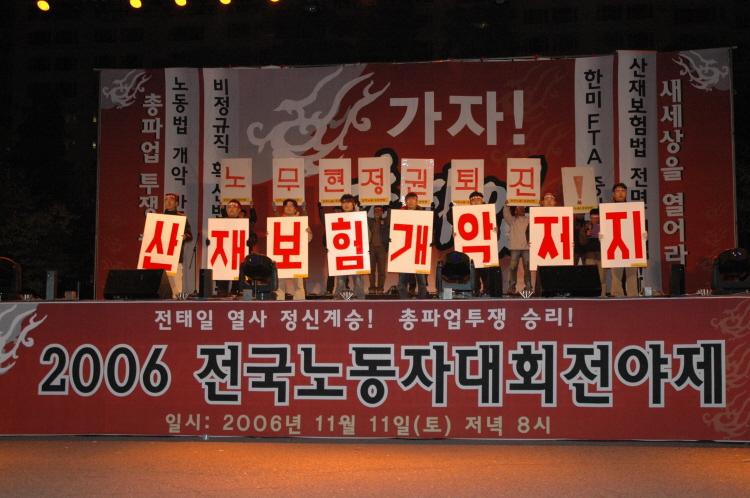 가자!
총파업 투쟁
노동법 개악
비정규직
한미FTA
산재보험법 전면
새세상을 열어라
노무현정권퇴진!
산재보험개악저지
전태일 열사 정신계승! 총파업투쟁 승리!
2006 전국노동자대회전야제
일시: 2006년 11월 11일(토) 저녁 8시